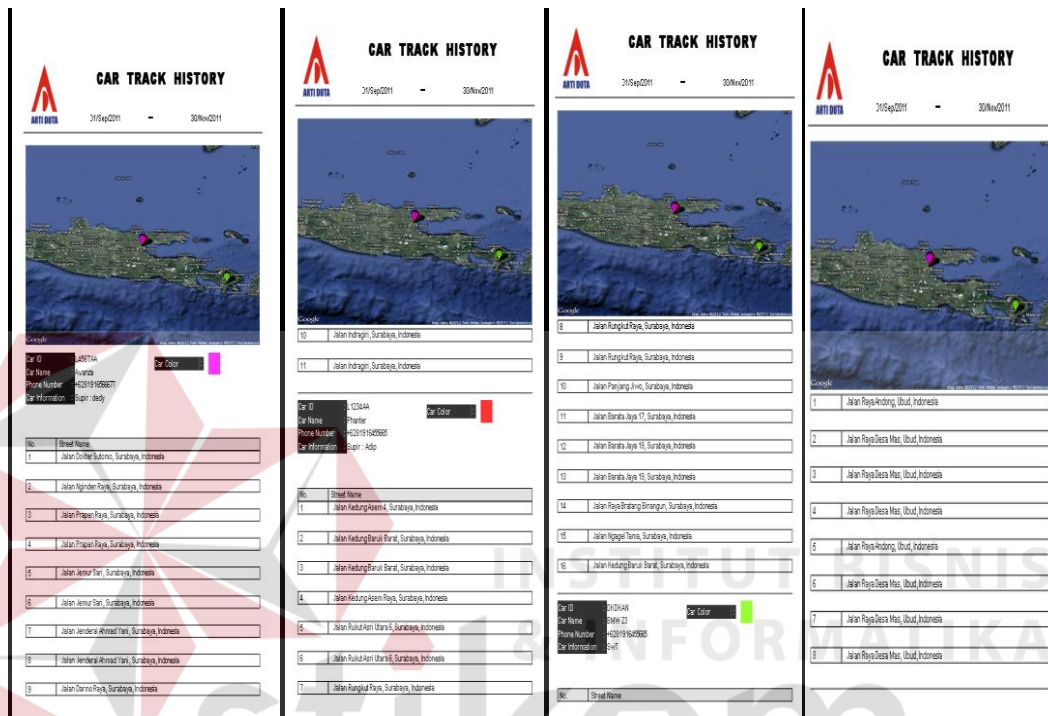 CAR TRACK HISTORY
ARTI DUTA
01/Sep/2011 – 30/Nov/2011
Google
Car ID :
Car Color :
Car Name : Avanza
Phone Number
Car Information : Supir : dedy
No. Street Name
1 Jalan Dokter Sutomo, Surabaya, Indonesia
2 Jalan Nginden Raya, Surabaya, Indonesia
3 Jalan Prapen Raya, Surabaya, Indonesia
4 Jalan Prapen Raya, Surabaya, Indonesia
5 Jalan Jemur Sari, Surabaya, Indonesia
6 Jalan Jemur Sari, Surabaya, Indonesia
7 Jalan Jenderal Ahmad Yani, Surabaya, Indonesia
8 Jalan Jenderal Ahmad Yani, Surabaya, Indonesia
9 Jalan Darmo Raya, Surabaya, Indonesia
CAR TRACK HISTORY
ARTI DUTA
01/Sep/2011 – 30/Nov/2011
Google
10 Jalan Indragiri, Surabaya, Indonesia
11 Jalan Indragiri, Surabaya, Indonesia
Car ID : L1234AA
Car Color :
Car Name : Phanter
Phone Number : +6281916455685
Car Information : Supir : Adip
No. Street Name
1 Jalan Kedung Asem 4, Surabaya, Indonesia
2 Jalan Kedung Baruk Barat, Surabaya, Indonesia
3 Jalan Kedung Baruk Barat, Surabaya, Indonesia
4 Jalan Kedung Asem Raya, Surabaya, Indonesia
5 Jalan Rukut Asri Utara 6, Surabaya, Indonesia
6 Jalan Rukut Asri Utara 6, Surabaya, Indonesia
7 Jalan Rungkut Raya, Surabaya, Indonesia
CAR TRACK HISTORY
ARTI DUTA
01/Sep/2011 – 30/Nov/2011
Google
8 Jalan Rungkut Raya, Surabaya, Indonesia
9 Jalan Rungkut Raya, Surabaya, Indonesia
10 Jalan Panjang Jiwo, Surabaya, Indonesia
11 Jalan Barata Jaya 17, Surabaya, Indonesia
12 Jalan Barata Jaya 19, Surabaya, Indonesia
13 Jalan Barata Jaya 19, Surabaya, Indonesia
14 Jalan Raya Bratang Binangun, Surabaya, Indonesia
15 Jalan Ngagel Tama, Surabaya, Indonesia
16 Jalan Kedung Baruk Barat, Surabaya, Indonesia
Car ID :
Car Color :
Car Name : BMW Z3
Phone Number : +6281916455685
Car Information :
No. Street Name
CAR TRACK HISTORY
ARTI DUTA
01/Sep/2011 – 30/Nov/2011
Google
1 Jalan Raya Andong, Ubud, Indonesia
2 Jalan Raya Desa Mas, Ubud, Indonesia
3 Jalan Raya Desa Mas, Ubud, Indonesia
4 Jalan Raya Desa Mas, Ubud, Indonesia
5 Jalan Raya Andong, Ubud, Indonesia
6 Jalan Raya Desa Mas, Ubud, Indonesia
7 Jalan Raya Desa Mas, Ubud, Indonesia
8 Jalan Raya Desa Mas, Ubud, Indonesia
INSTITUT BISNIS
& INFORMATIKA
stikom